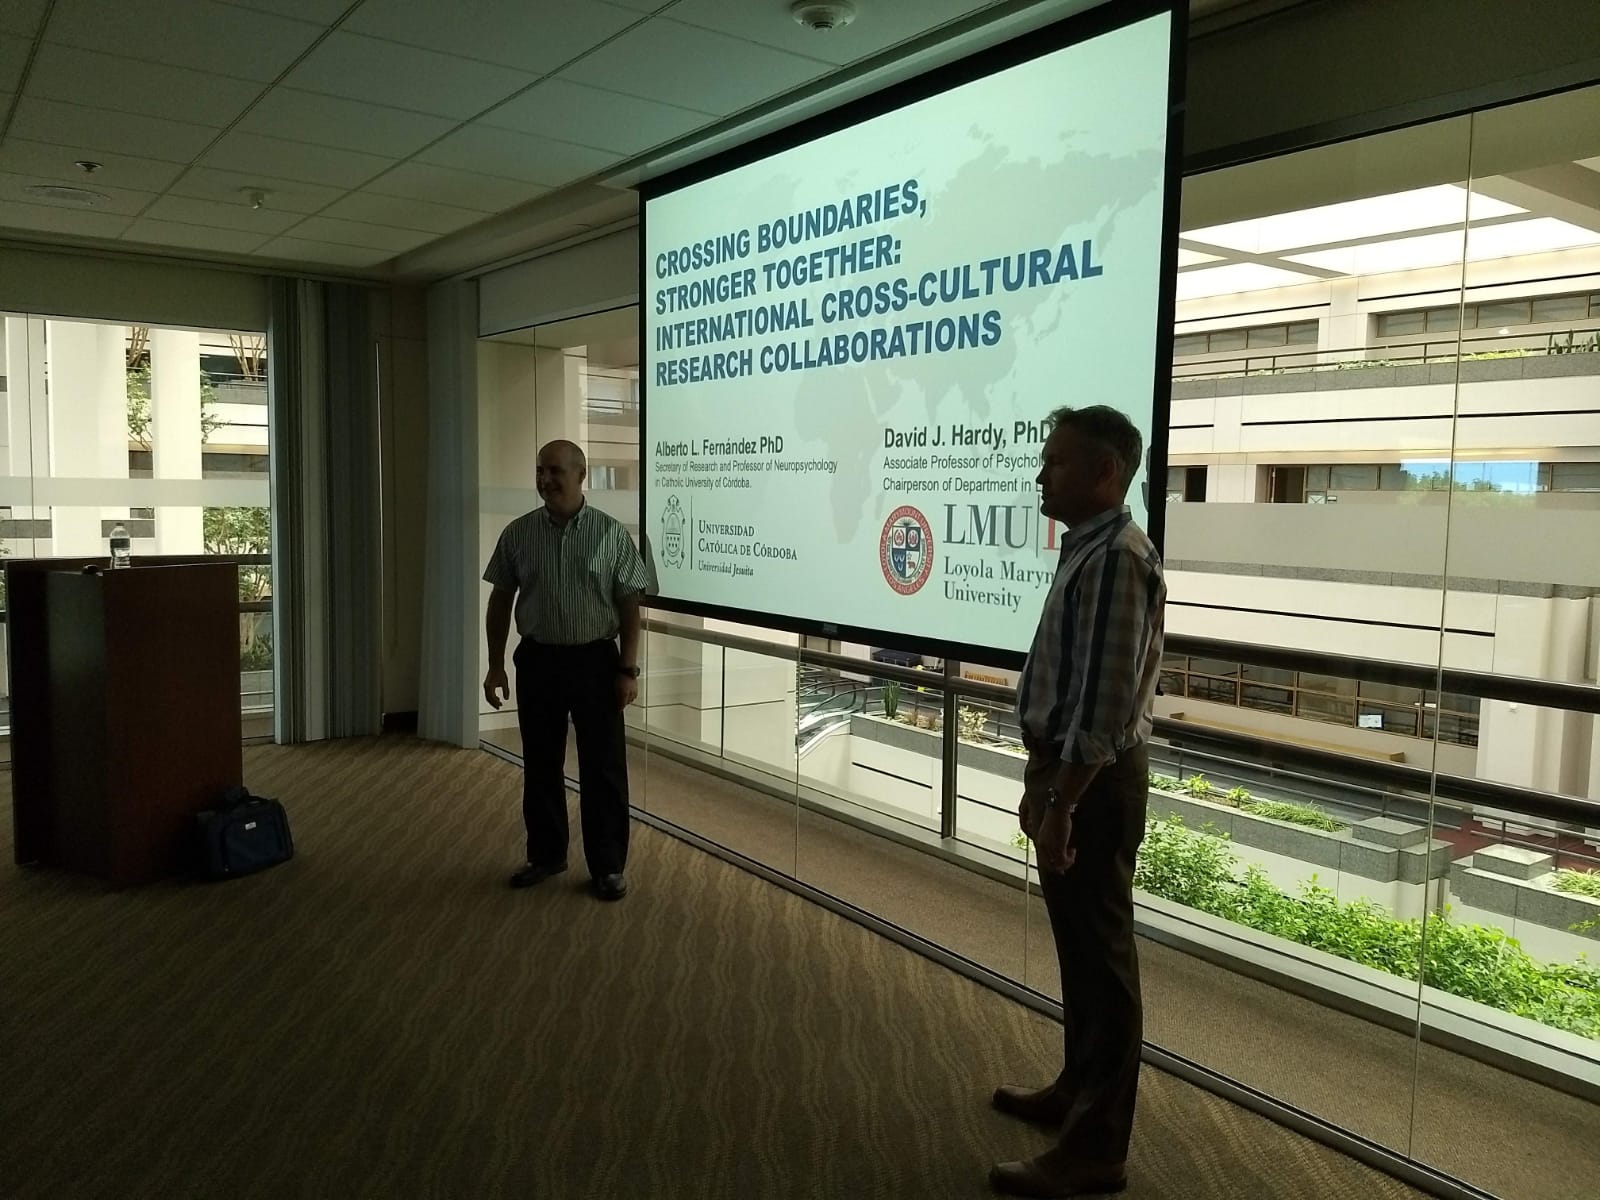 CROSSING BOUNDARIES,
STRONGER TOGETHER:
INTERNATIONAL CROSS-CULTURAL
RESEARCH COLLABORATIONS
Alberto L. Fernández PhD
Secretary of Research and Professor of Neuropsychology
in Catholic University of Córdoba.
UNIVERSIDAD
CATÓLICA DE CÓRDOBA
Universidad Jesuita
David J. Hardy, PhD
Associate Professor of
Chairperson of Department in
LMU
Loyola
University